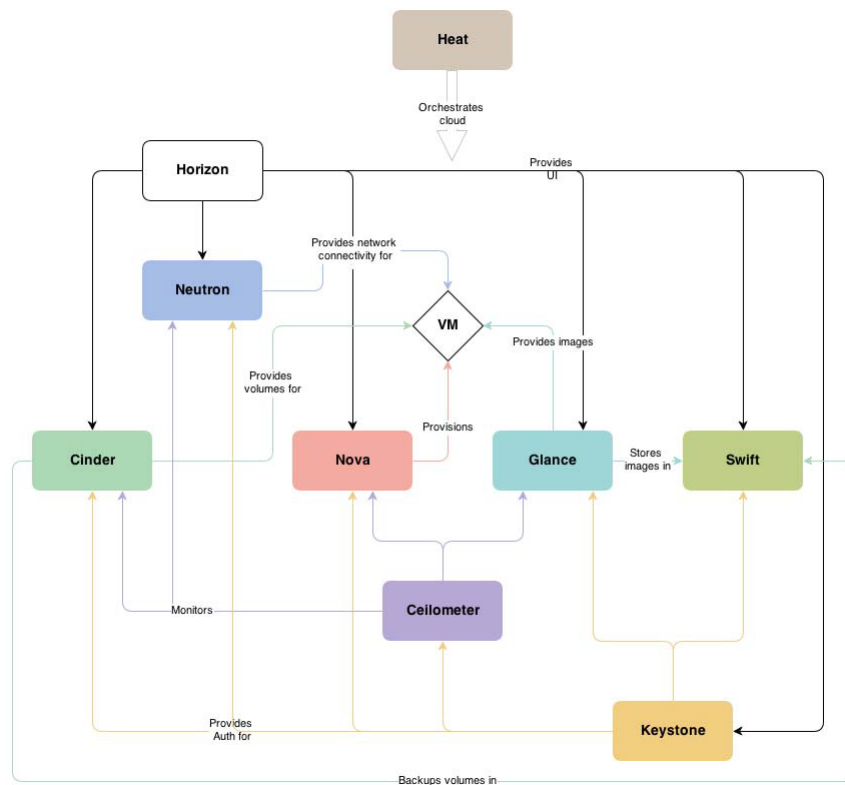 Heat
Orchestrates
cloud
Provides
UI
Horizon
Provides network
connectivity for
Neutron
VM
Provides images
Provides
volumes for
Provisions
Cinder
Nova
Glance
Stores
images in
Swift
Monitors
Ceilometer
Provides
Auth for
Keystone
Backups volumes in